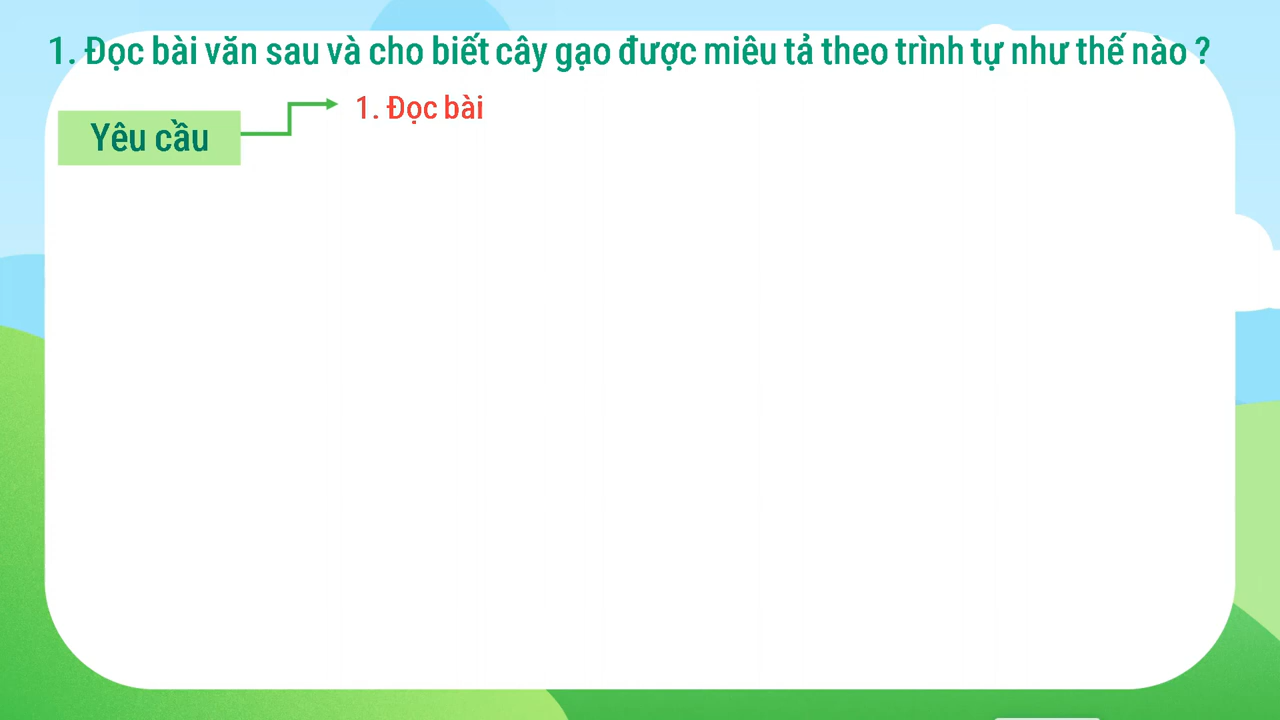 1. Đọc bài văn sau và cho biết cây gạo được miêu tả theo trình tự như thế nào ?
1. Đọc bài
Yêu cầu